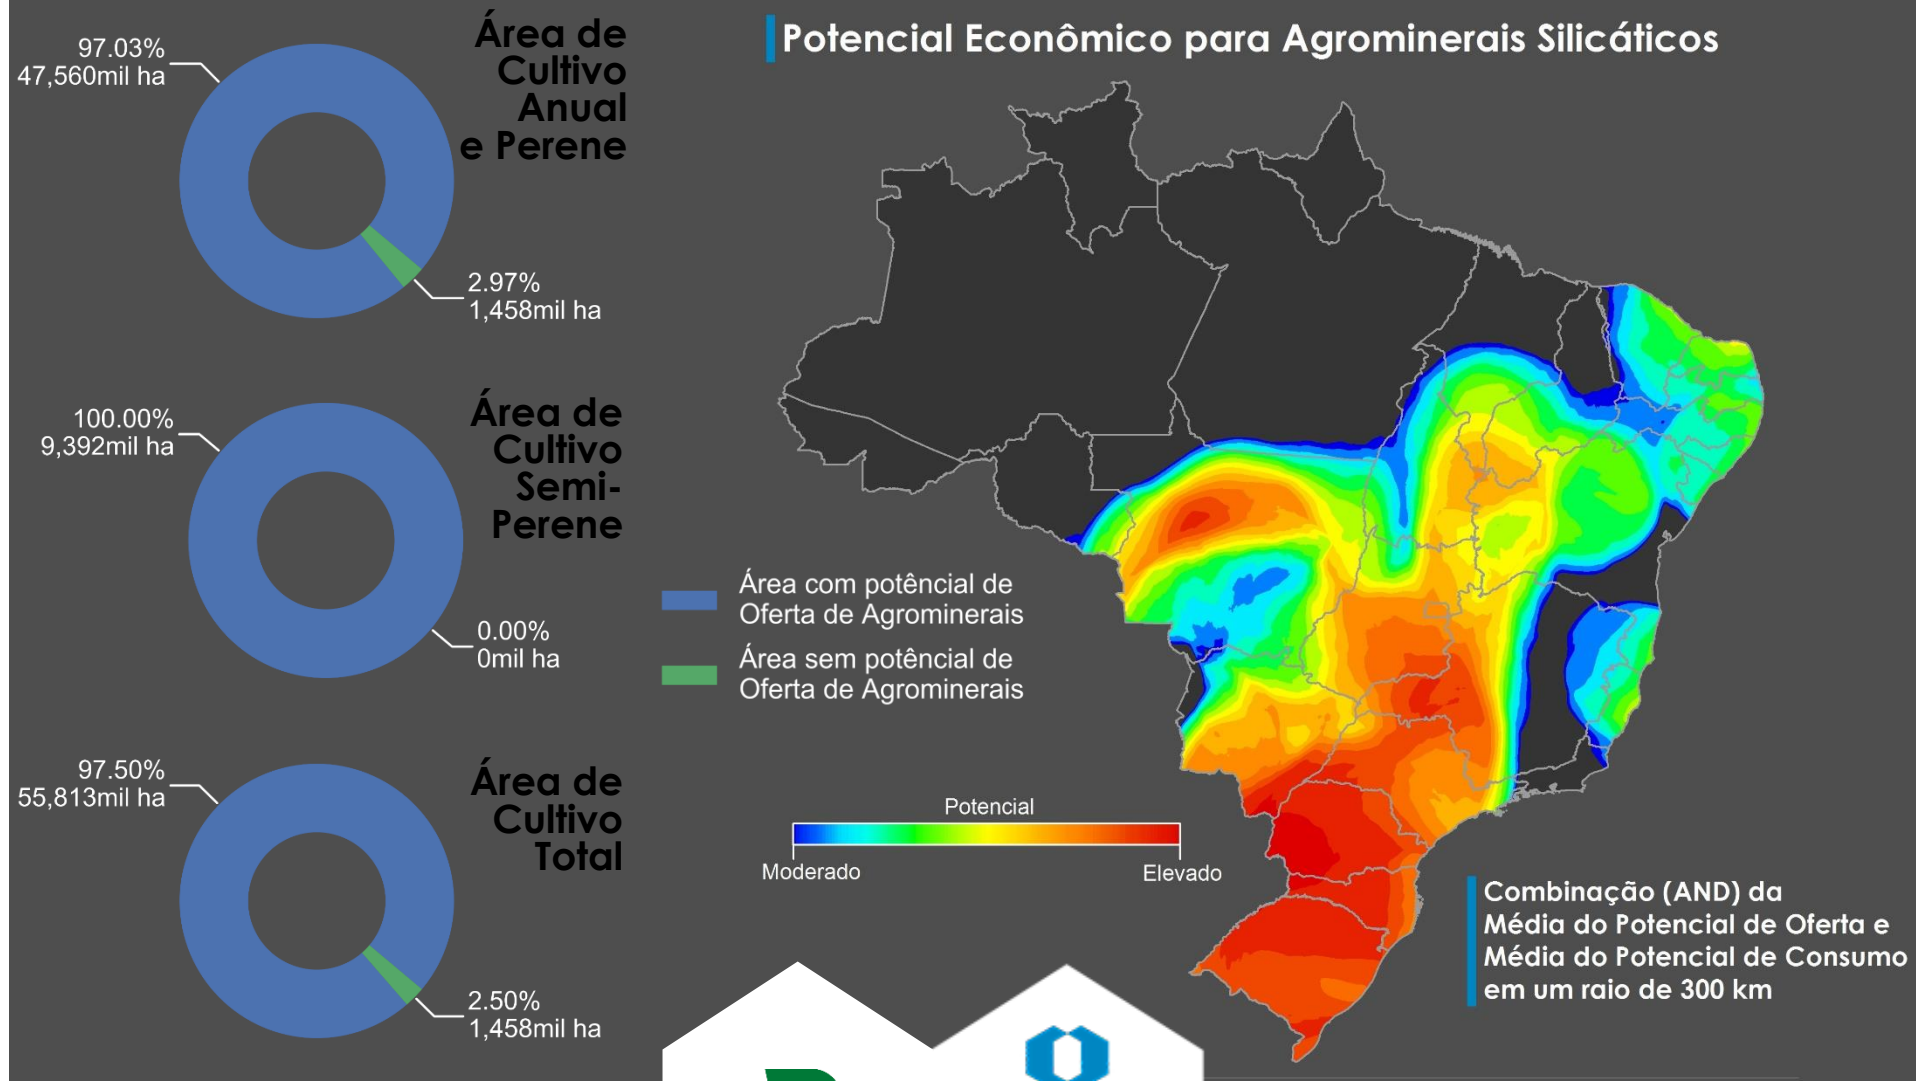 Potencial Econômico para Agrominerais Silicáticos
97.03%
47,560mil ha
Área de
Cultivo
Anual
e Perene
2.97%
1,458mil ha
100.00%
9,392mil ha
Área de
Cultivo
Semi-
Perene
0.00%
0mil ha
Área com potêncial de
Oferta de Agrominerais
Área sem potêncial de
Oferta de Agrominerais
97.50%
55,813mil ha
Área de
Cultivo
Total
2.50%
1,458mil ha
Potencial
Moderado
Elevado
Combinação (AND) da
Média do Potencial de Oferta e
Média do Potencial de Consumo
em um raio de 300 km